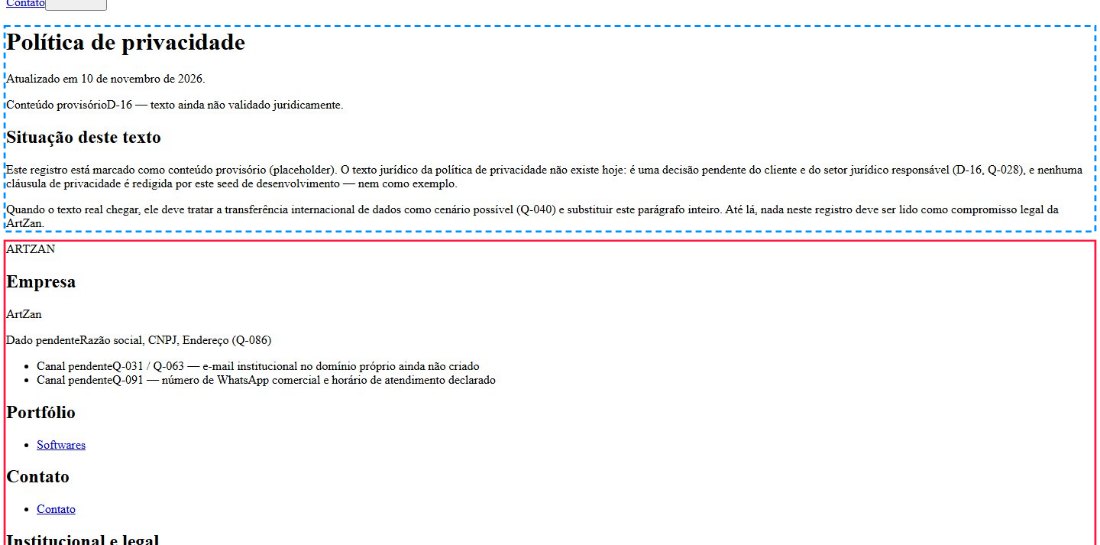 Contato
Política de privacidade
Atualizado em 10 de novembro de 2026.
Conteúdo provisórioD-16 — texto ainda não validado juridicamente.
Situação deste texto
Este registro está marcado como conteúdo provisório (placeholder). O texto jurídico da política de privacidade não existe hoje: é uma decisão pendente do cliente e do setor jurídico responsável (D-16, Q-028), e nenhuma
cláusula de privacidade é redigida por este seed de desenvolvimento — nem como exemplo.
Quando o texto real chegar, ele deve tratar a transferência internacional de dados como cenário possível (Q-040) e substituir este parágrafo inteiro. Até lá, nada neste registro deve ser lido como compromisso legal da
ArtZan.
ARTZAN
Empresa
ArtZan
Dado pendenteRazão social, CNPJ, Endereço (Q-086)
Canal pendenteQ-031 / Q-063 — e-mail institucional no domínio próprio ainda não criado
Canal pendenteQ-091 — número de WhatsApp comercial e horário de atendimento declarado
Portfólio
Softwares
Contato
Contato
Institucional e legal